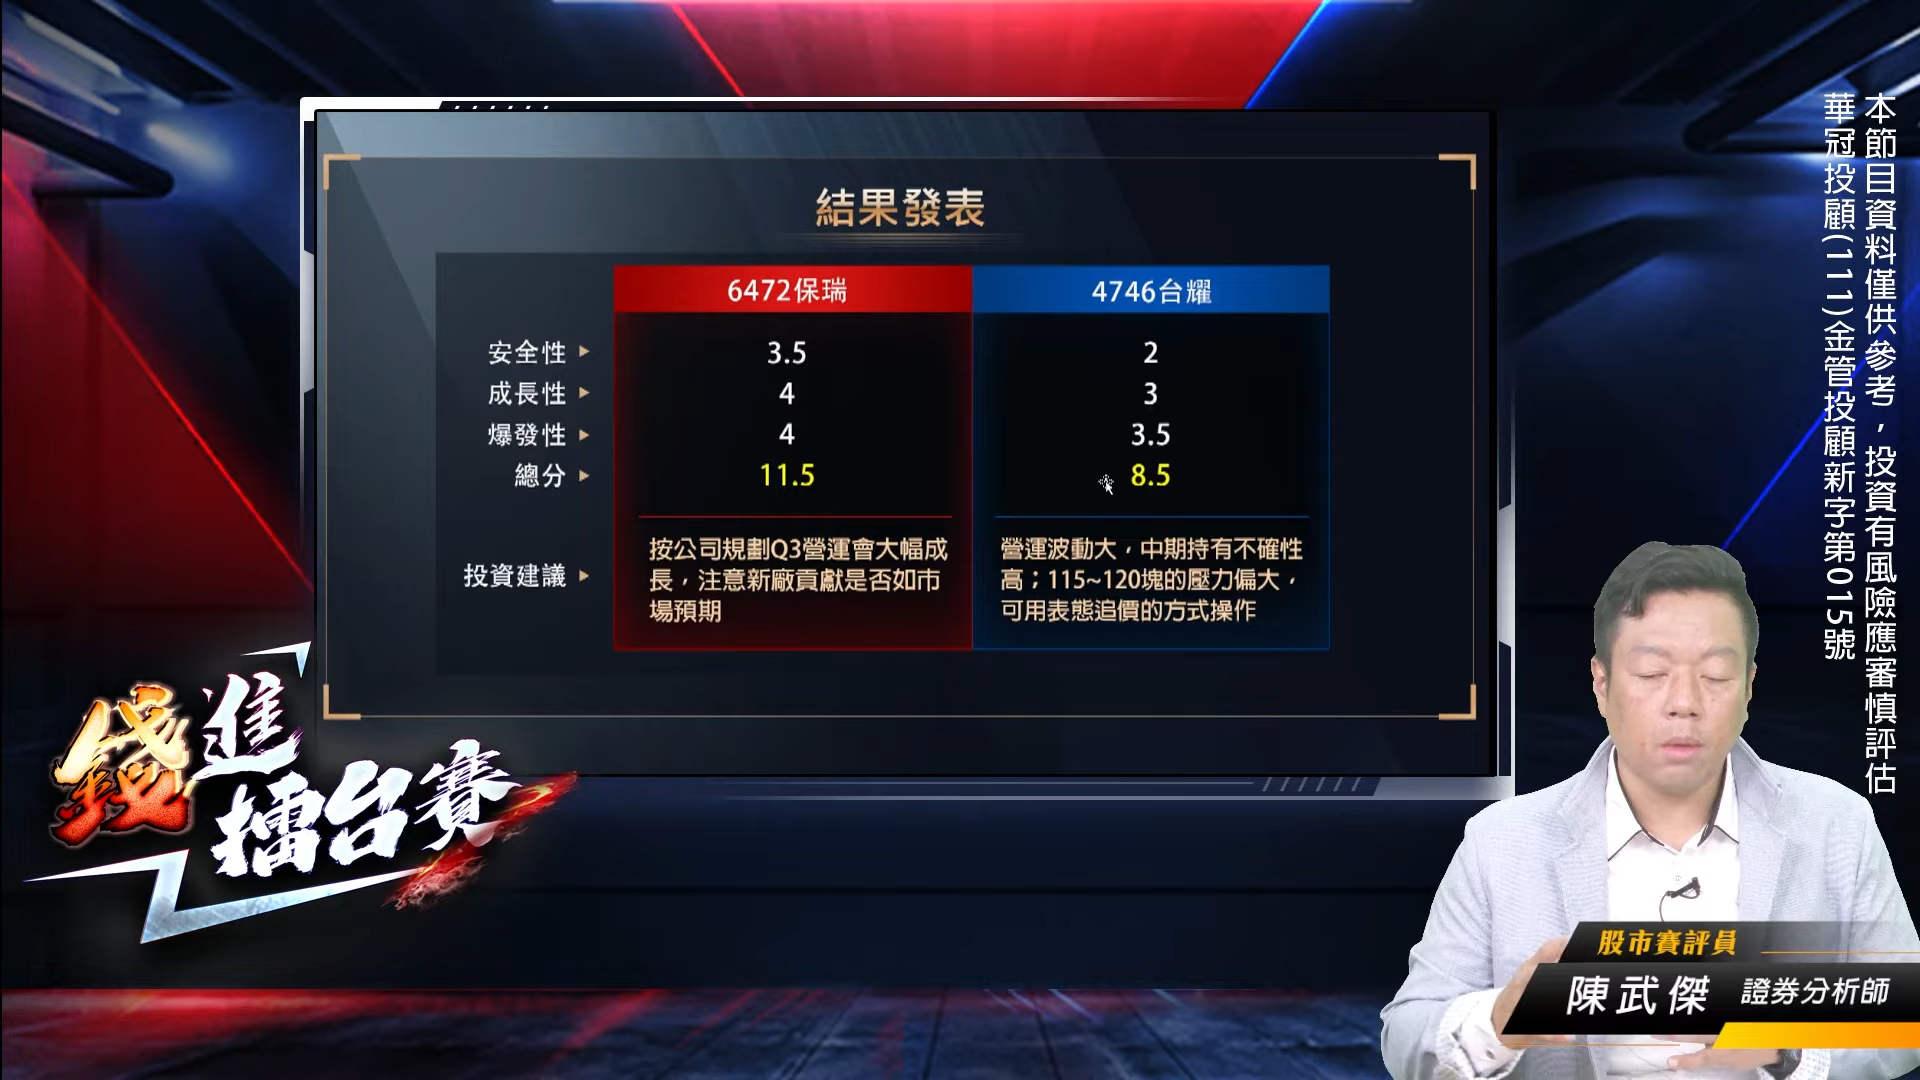 結果發表
6472保瑞
4746台耀
安全性
3.5
2
成長性
4
3
爆發性
4
3.5
總分
11.5
8.5
投資建議
按公司規劃Q3營運會大幅成
長，注意新廠貢獻是否如市
場預期
營運波動大，中期持有不確性
高；115~120塊的壓力偏大，
可用表態追價的方式操作
本節目資料僅供參考，投資有風險應審慎評估
華冠投顧(111)金管投顧新字第015號
錢進
擂台賽
股市賽評員
陳武傑 證券分析師